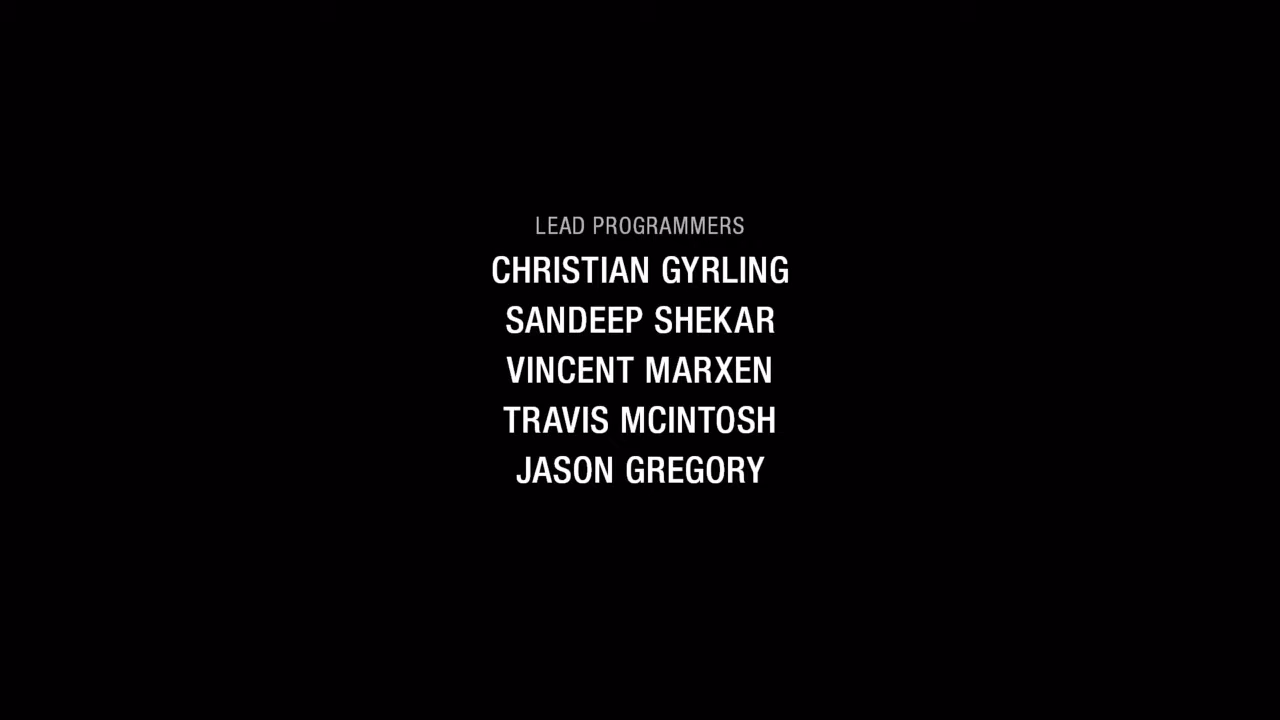 LEAD PROGRAMMERS
CHRISTIAN GYRLING
SANDEEP SHEKAR
VINCENT MARXEN
TRAVIS MCINTOSH
JASON GREGORY